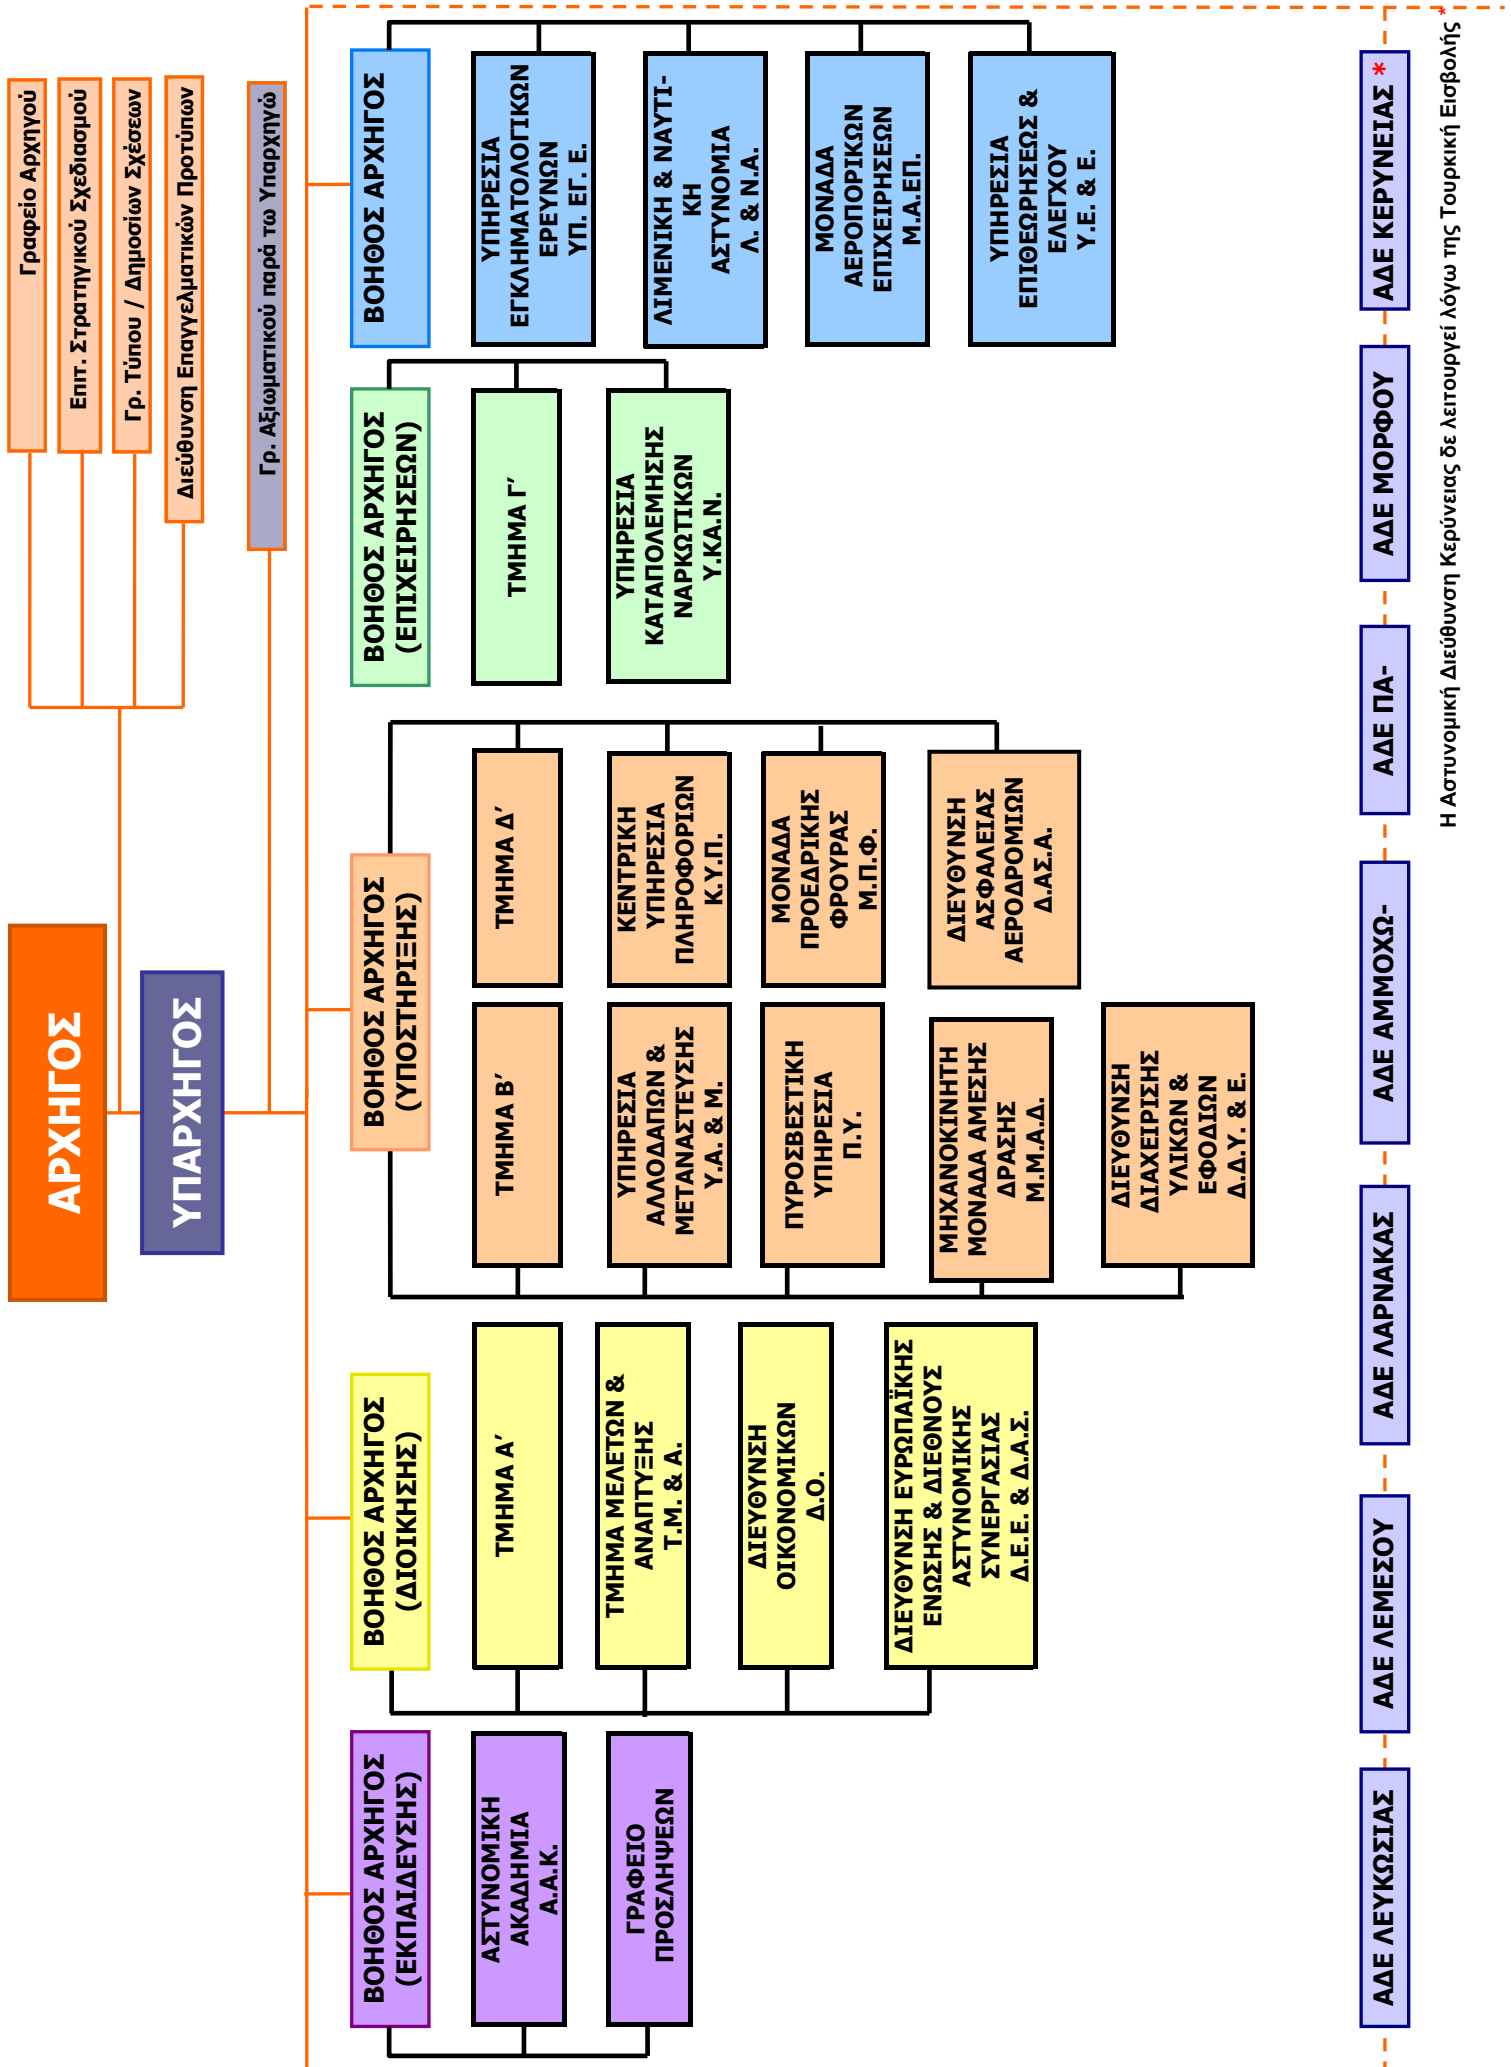 ΑΡΧΗΓΟΣ
Γραφείο Αρχηγού
Επιτ. Στρατηγικού Σχεδιασμού
Γρ. Τύπου / Δημοσίων Σχέσεων
Διεύθυνση Επαγγελματικών Προτύπων
ΥΠΑΡΧΗΓΟΣ
Γρ. Αξιωματικού παρά τω Υπαρχηγώ
ΒΟΗΘΟΣ ΑΡΧΗΓΟΣ
(ΕΚΠΑΙΔΕΥΣΗΣ)
ΑΣΤΥΝΟΜΙΚΗ
ΑΚΑΔΗΜΙΑ
Α.Α.Κ.
ΓΡΑΦΕΙΟ
ΠΡΟΣΛΗΨΕΩΝ
ΒΟΗΘΟΣ ΑΡΧΗΓΟΣ
(ΔΙΟΙΚΗΣΗΣ)
ΤΜΗΜΑ Α’
ΤΜΗΜΑ ΜΕΛΕΤΩΝ &
ΑΝΑΠΤΥΞΗΣ
Τ.Μ. & Α.
ΔΙΕΥΘΥΝΣΗ
ΟΙΚΟΝΟΜΙΚΩΝ
Δ.Ο.
ΔΙΕΥΘΥΝΣΗ ΕΥΡΩΠΑΪΚΗΣ
ΕΝΩΣΗΣ & ΔΙΕΘΝΟΥΣ
ΑΣΤΥΝΟΜΙΚΗΣ
ΣΥΝΕΡΓΑΣΙΑΣ
Δ.Ε.Ε. & Δ.Α.Σ.
ΒΟΗΘΟΣ ΑΡΧΗΓΟΣ
(ΥΠΟΣΤΗΡΙΞΗΣ)
ΤΜΗΜΑ Β’
ΥΠΗΡΕΣΙΑ
ΑΛΛΟΔΑΠΩΝ &
ΜΕΤΑΝΑΣΤΕΥΣΗΣ
Υ.Α. & Μ.
ΠΥΡΟΣΒΕΣΤΙΚΗ
ΥΠΗΡΕΣΙΑ
Π.Υ.
ΜΗΧΑΝΟΚΙΝΗΤΗ
ΜΟΝΑΔΑ ΑΜΕΣΗΣ
ΔΡΑΣΗΣ
Μ.Μ.Α.Δ.
ΔΙΕΥΘΥΝΣΗ
ΔΙΑΧΕΙΡΙΣΗΣ
ΥΛΙΚΩΝ &
ΕΦΟΔΙΩΝ
Δ.Δ.Υ. & Ε.
ΤΜΗΜΑ Δ’
ΚΕΝΤΡΙΚΗ
ΥΠΗΡΕΣΙΑ
ΠΛΗΡΟΦΟΡΙΩΝ
Κ.Υ.Π.
ΜΟΝΑΔΑ
ΠΡΟΕΔΡΙΚΗΣ
ΦΡΟΥΡΑΣ
Μ.Π.Φ.
ΔΙΕΥΘΥΝΣΗ
ΑΣΦΑΛΕΙΑΣ
ΑΕΡΟΔΡΟΜΙΩΝ
Δ.ΑΣ.Α.
ΒΟΗΘΟΣ ΑΡΧΗΓΟΣ
(ΕΠΙΧΕΙΡΗΣΕΩΝ)
ΤΜΗΜΑ Γ’
ΥΠΗΡΕΣΙΑ
ΚΑΤΑΠΟΛΕΜΗΣΗΣ
ΝΑΡΚΩΤΙΚΩΝ
Υ.ΚΑ.Ν.
ΒΟΗΘΟΣ ΑΡΧΗΓΟΣ
ΥΠΗΡΕΣΙΑ
ΕΓΚΛΗΜΑΤΟΛΟΓΙΚΩΝ
ΕΡΕΥΝΩΝ
ΥΠ. ΕΓ. Ε.
ΛΙΜΕΝΙΚΗ & ΝΑΥΤΙ-
ΚΗ
ΑΣΤΥΝΟΜΙΑ
Λ. & Ν.Α.
ΜΟΝΑΔΑ
ΑΕΡΟΠΟΡΙΚΩΝ
ΕΠΙΧΕΙΡΗΣΕΩΝ
Μ.Α.ΕΠ.
ΥΠΗΡΕΣΙΑ
ΕΠΙΘΕΩΡΗΣΕΩΣ &
ΕΛΕΓΧΟΥ
Υ.Ε. & Ε.
ΑΔΕ ΛΕΥΚΩΣΙΑΣ
ΑΔΕ ΛΕΜΕΣΟΥ
ΑΔΕ ΛΑΡΝΑΚΑΣ
ΑΔΕ ΑΜΜΟΧΩ-
ΑΔΕ ΠΑ-
ΑΔΕ ΜΟΡΦΟΥ
ΑΔΕ ΚΕΡΥΝΕΙΑΣ *
Η Αστυνομική Διεύθυνση Κερύνειας δε λειτουργεί λόγω της Τουρκική Εισβολής *